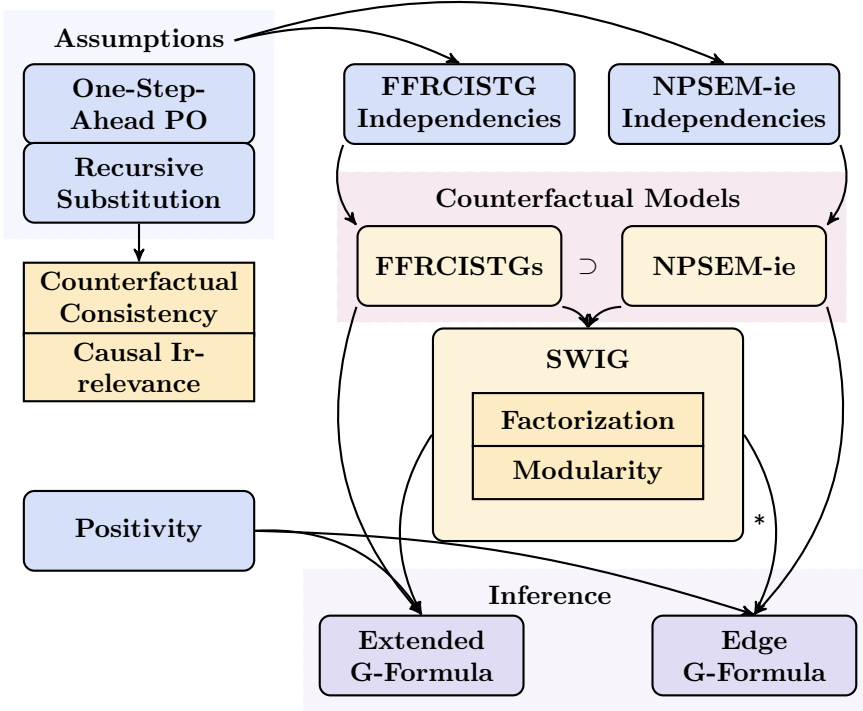 Assumptions
One-Step-
Ahead PO
Recursive
Substitution
Counterfactual
Consistency
Causal Ir-
relevance
Positivity
FFRCISTG
Independencies
NPSEM-ie
Independencies
Counterfactual Models
FFRCISTGs
⊃
NPSEM-ie
SWIG
Factorization
Modularity
*
Inference
Extended
G-Formula
Edge
G-Formula